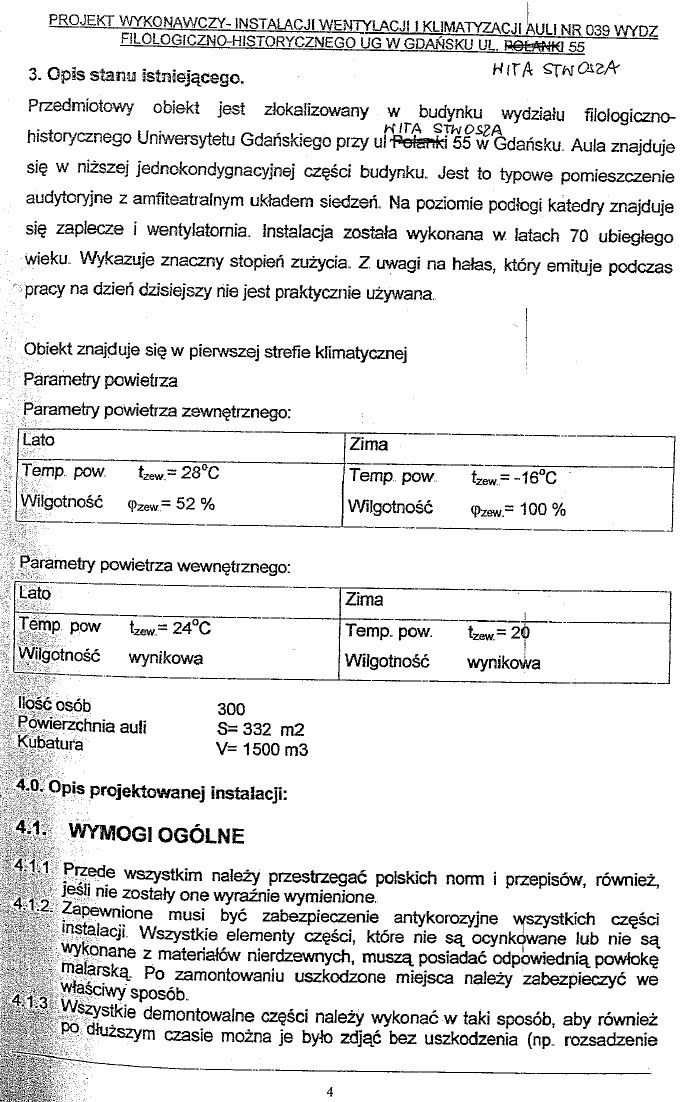 PROJEKT WYKONAWCZY- INSTALACJI WENTYLACJI I KLIMATYZACJI AULI NR 039 WYDZ
FILOLOGICZNO-HISTORYCZNEGO UG W GDAŃSKU UL. POLANKI 55
WITA STWOSZA
3. Opis stanu istniejącego.
Przedmiotowy obiekt jest zlokalizowany w budynku wydziału filologiczno-
WITA STWOSZA
historycznego Uniwersytetu Gdańskiego przy ul Polanki 55 w Gdańsku. Aula znajduje
się w niższej jednokondygnacyjnej części budynku. Jest to typowe pomieszczenie
audytoryjne z amfiteatralnym układem siedzeń. Na poziomie podłogi katedry znajduje
się zaplecze i wentylatornia. Instalacja została wykonana w latach 70 ubiegłego
wieku. Wykazuje znaczny stopień zużycia. Z uwagi na hałas, który emituje podczas
pracy na dzień dzisiejszy nie jest praktycznie używana.
Obiekt znajduje się w pierwszej strefie klimatycznej
Parametry powietrza
Parametry powietrza zewnętrznego:
Lato Zima
Temp. pow. tzew.= 28°C Temp. pow. tzew.= -16°C
Wilgotność φzew.= 52 % Wilgotność φzew.= 100 %
Parametry powietrza wewnętrznego:
Lato Zima
Temp. pow tzew.= 24°C Temp. pow. tzew.= 20
Wilgotność wynikowa Wilgotność wynikowa
Ilość osób 300
Powierzchnia auli S= 332 m2
Kubatura V= 1500 m3
4.0. Opis projektowanej instalacji:
4.1. WYMOGI OGÓLNE
4.1.1 Przede wszystkim należy przestrzegać polskich norm i przepisów, również,
jeśli nie zostały one wyraźnie wymienione.
4.1.2. Zapewnione musi być zabezpieczenie antykorozyjne wszystkich części
instalacji. Wszystkie elementy części, które nie są ocynkowane lub nie są
wykonane z materiałów nierdzewnych, muszą posiadać odpowiednią powłokę
malarską. Po zamontowaniu uszkodzone miejsca należy zabezpieczyć we
właściwy sposób.
4.1.3 Wszystkie demontowalne części należy wykonać w taki sposób, aby również
po dłuższym czasie można je było zdjąć bez uszkodzenia (np. rozsadzenie
4